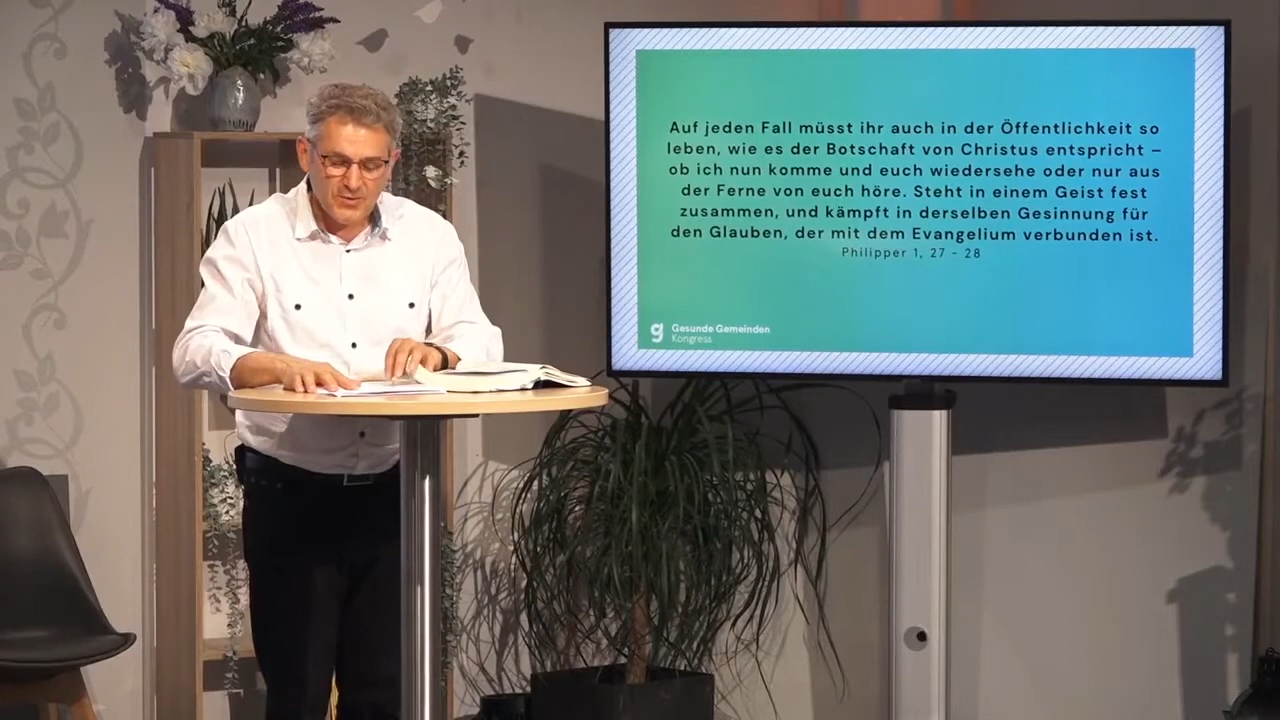 Auf jeden Fall müsst ihr auch in der Öffentlichkeit so
leben, wie es der Botschaft von Christus entspricht –
ob ich nun komme und euch wiedersehe oder nur aus
der Ferne von euch höre. Steht in einem Geist fest
zusammen, und kämpft in derselben Gesinnung für
den Glauben, der mit dem Evangelium verbunden ist.
Philipper 1, 27 - 28
g Gesunde Gemeinden
Kongress